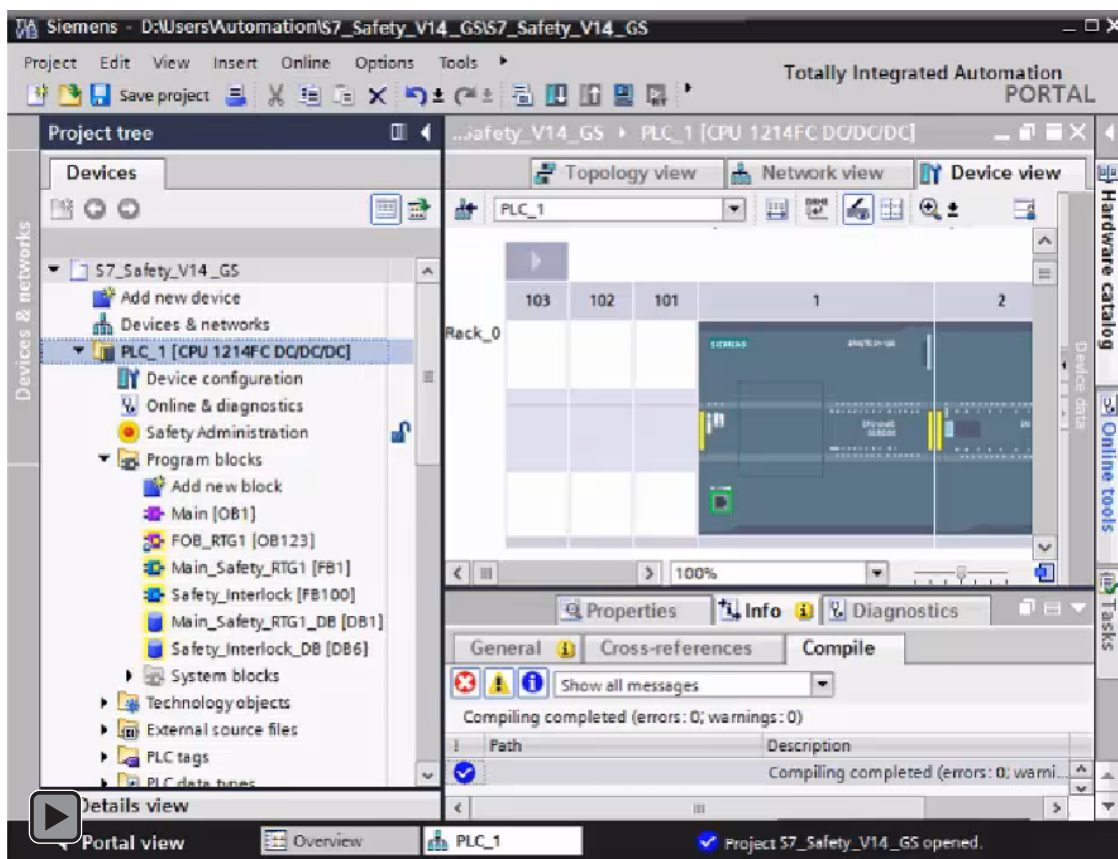 Siemens - D:\Users\Automation\S7_Safety_V14_GS\S7_Safety_V14_GS
Project Edit View Insert Online Options Tools
Totally Integrated Automation
PORTAL
Save project
Project tree
...Safety_V14_GS PLC_1 [CPU 1214FC DC/DC/DC]
Devices
Topology view Network view Device view
PLC_1
Devices & networks
Hardware catalog
Online tools
Tasks
Device data
S7_Safety_V14_GS
Add new device
Devices & networks
PLC_1 [CPU 1214FC DC/DC/DC]
Device configuration
Online & diagnostics
Safety Administration
Program blocks
Add new block
Main [OB1]
FOB_RTG1 [OB123]
Main_Safety_RTG1 [FB1]
Safety_Interlock [FB100]
Main_Safety_RTG1_DB [DB1]
Safety_Interlock_DB [DB6]
System blocks
Technology objects
External source files
PLC tags
PLC data types
Details view
103 102 101 1 2
Rack_0
SIEMENS
100%
Properties Info Diagnostics
General Cross-references Compile
Show all messages
Compiling completed (errors: 0; warnings: 0)
! Path Description
Compiling completed (errors: 0; warni...
Portal view Overview PLC_1 Project S7_Safety_V14_GS opened.